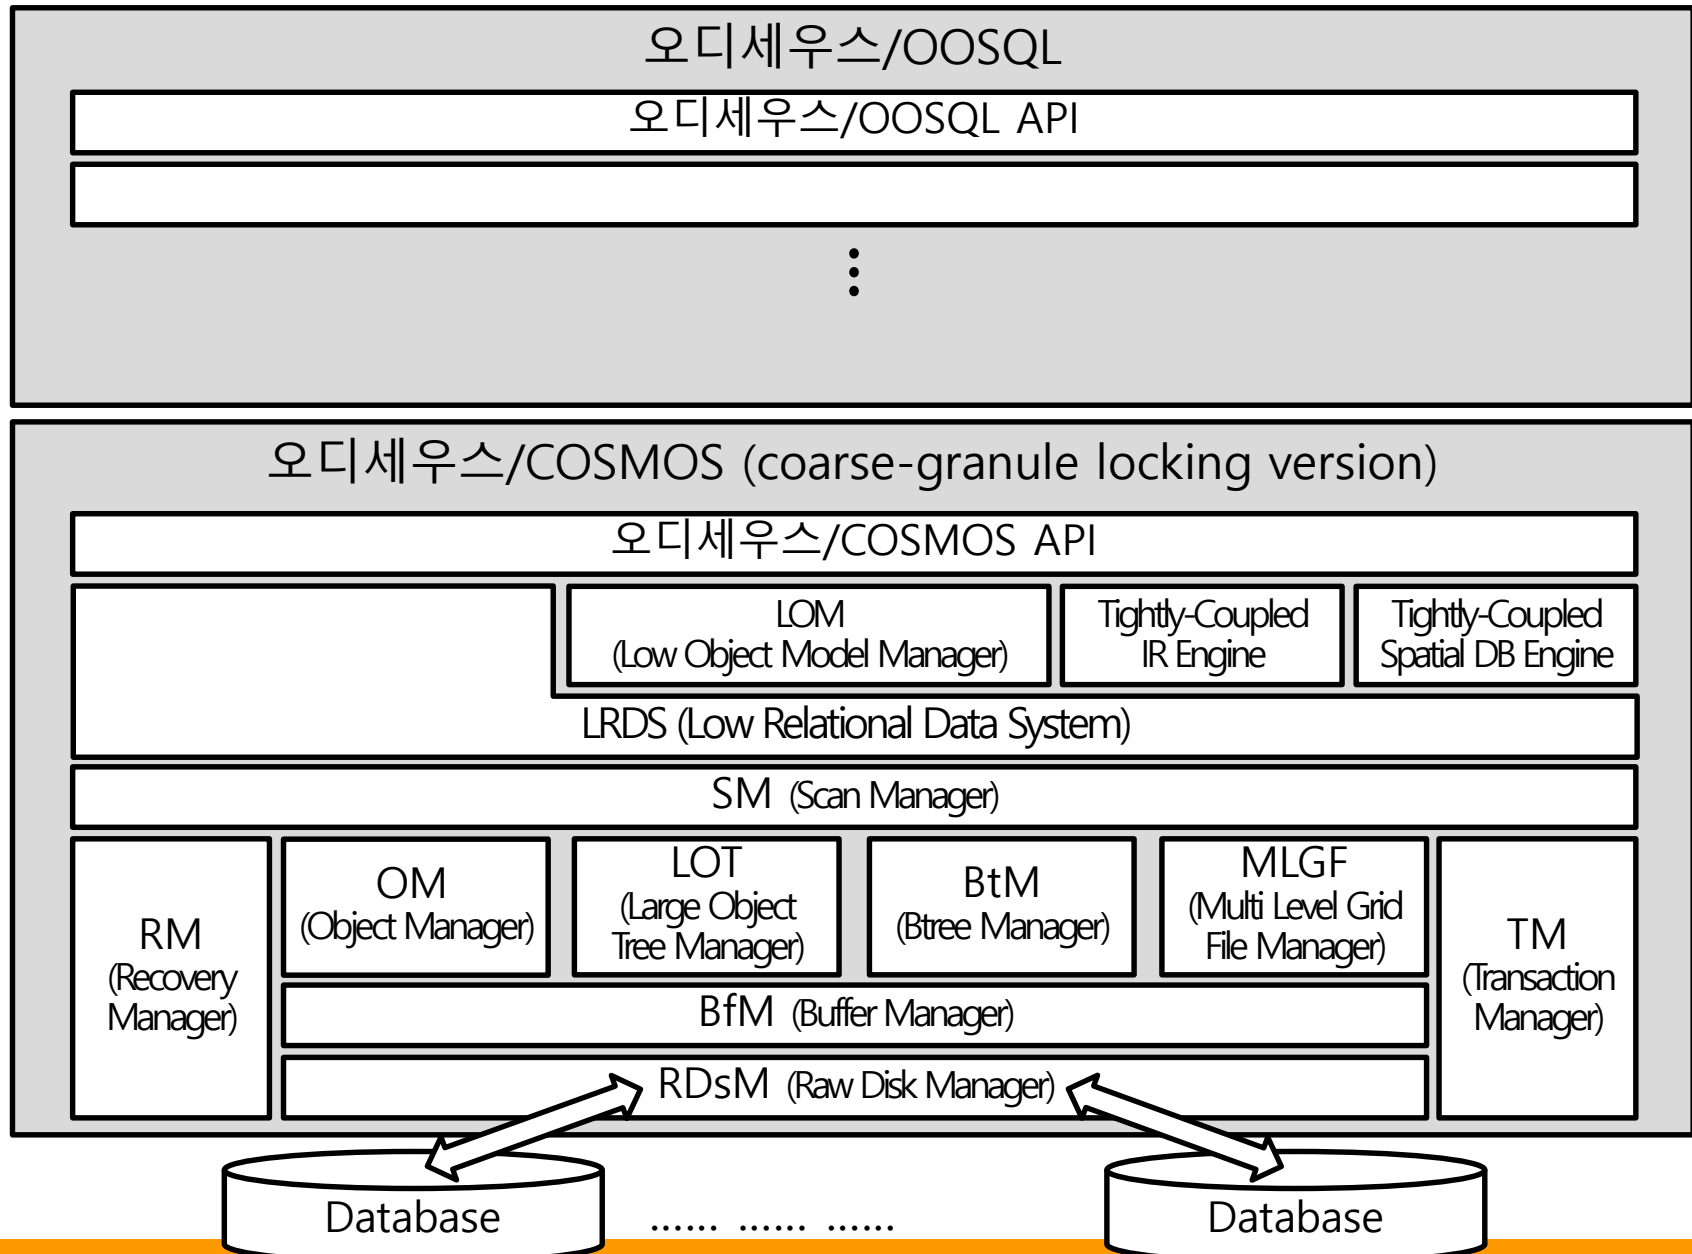 오디세우스/OOSQL
오디세우스/OOSQL API
오디세우스/COSMOS (coarse-granule locking version)
오디세우스/COSMOS API
LOM
(Low Object Model Manager)
Tightly-Coupled
IR Engine
Tightly-Coupled
Spatial DB Engine
LRDS (Low Relational Data System)
SM (Scan Manager)
RM
(Recovery
Manager)
OM
(Object Manager)
LOT
(Large Object
Tree Manager)
BtM
(Btree Manager)
MLGF
(Multi Level Grid
File Manager)
TM
(Transaction
Manager)
BfM (Buffer Manager)
RDsM (Raw Disk Manager)
Database
...... ...... ......
Database